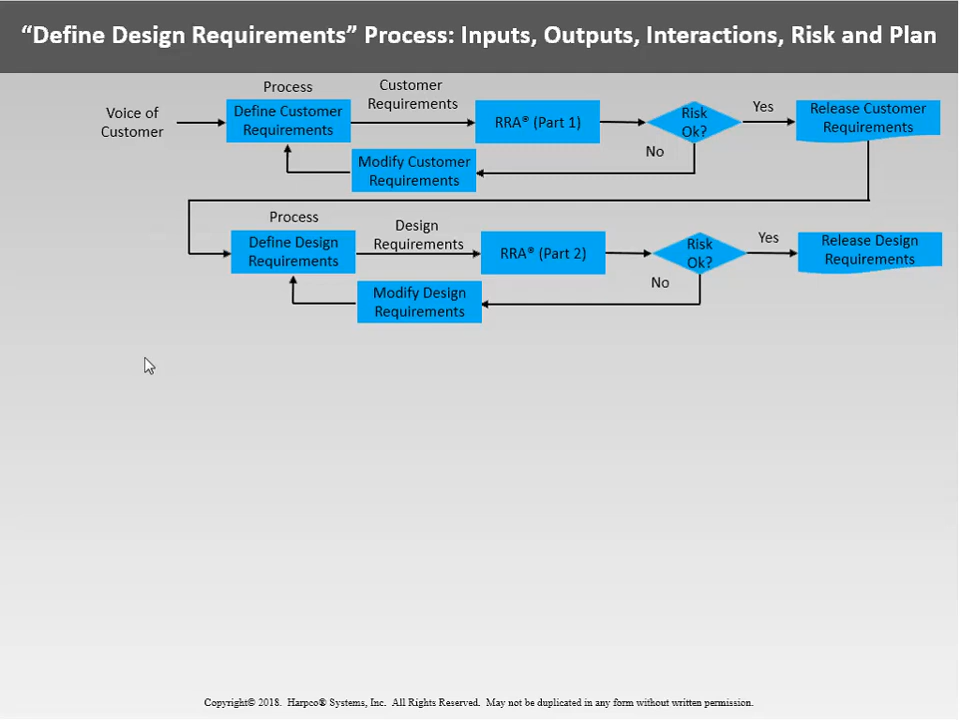 “Define Design Requirements” Process: Inputs, Outputs, Interactions, Risk and Plan
Voice of
Customer
Process
Define Customer
Requirements
Customer
Requirements
RRA® (Part 1)
Risk
Ok?
Yes
Release Customer
Requirements
No
Modify Customer
Requirements
Process
Define Design
Requirements
Design
Requirements
RRA® (Part 2)
Risk
Ok?
Yes
Release Design
Requirements
No
Modify Design
Requirements
Copyright© 2018. Harpco® Systems, Inc. All Rights Reserved. May not be duplicated in any form without written permission.